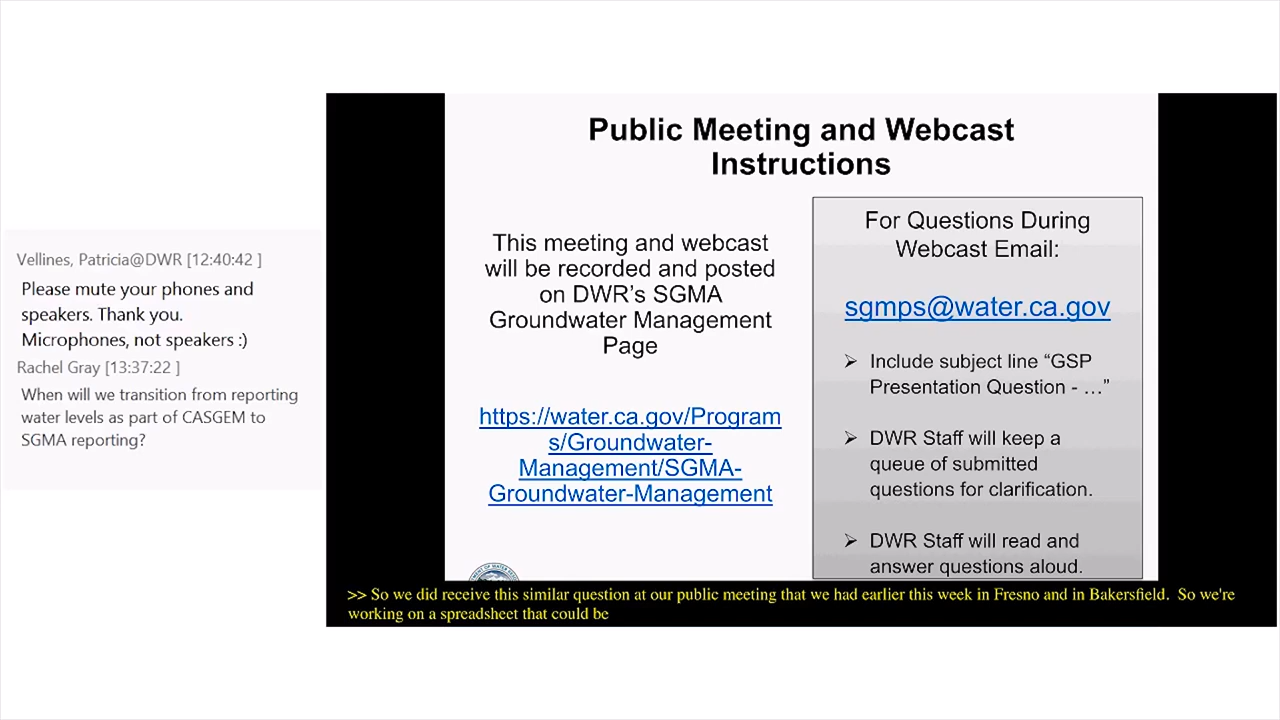 Vellines, Patricia@DWR [12:40:42 ]
Please mute your phones and
speakers. Thank you.
Microphones, not speakers :)
Rachel Gray [13:37:22 ]
When will we transition from reporting
water levels as part of CASGEM to
SGMA reporting?
Public Meeting and Webcast
Instructions
This meeting and webcast
will be recorded and posted
on DWR’s SGMA
Groundwater Management
Page
https://water.ca.gov/Program
s/Groundwater-
Management/SGMA-
Groundwater-Management
For Questions During
Webcast Email:
sgmps@water.ca.gov
➢ Include subject line “GSP
Presentation Question - …”
➢ DWR Staff will keep a
queue of submitted
questions for clarification.
➢ DWR Staff will read and
answer questions aloud.
>> So we did receive this similar question at our public meeting that we had earlier this week in Fresno and in Bakersfield.  So we're
working on a spreadsheet that could be